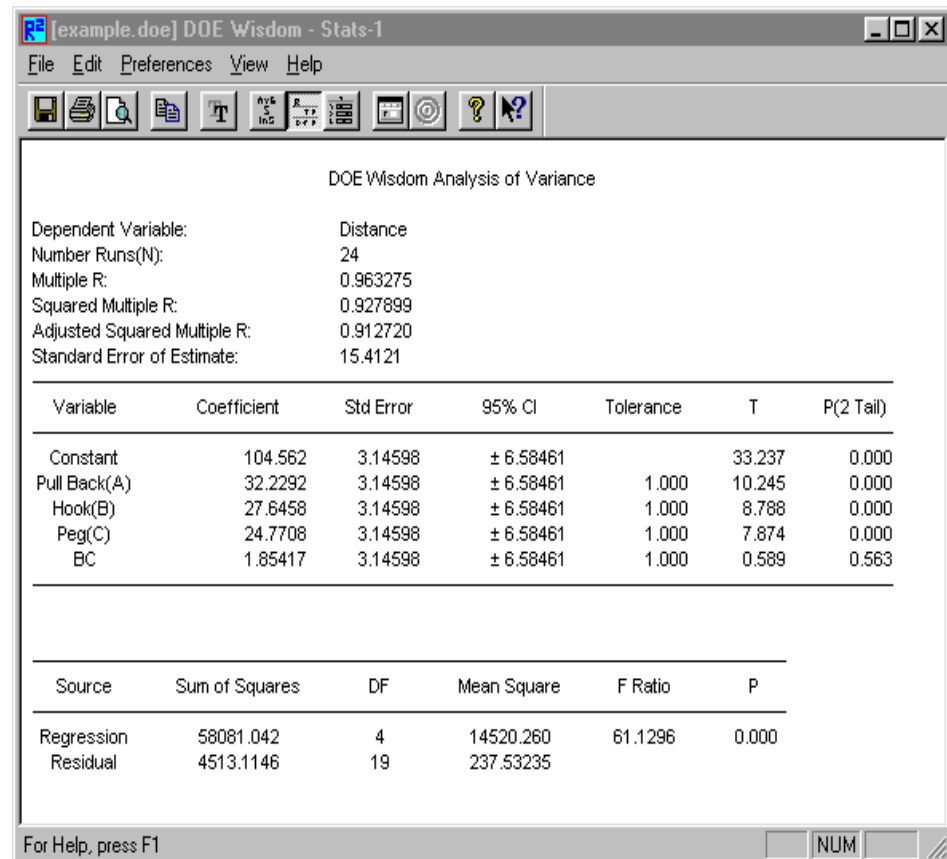 [example.doe] DOE Wisdom - Stats-1
File Edit Preferences View Help
DOE Wisdom Analysis of Variance
Dependent Variable: Distance
Number Runs(N): 24
Multiple R: 0.963275
Squared Multiple R: 0.927899
Adjusted Squared Multiple R: 0.912720
Standard Error of Estimate: 15.4121
Variable Coefficient Std Error 95% CI Tolerance T P(2 Tail)
Constant 104.562 3.14598 ± 6.58461 33.237 0.000
Pull Back(A) 32.2292 3.14598 ± 6.58461 1.000 10.245 0.000
Hook(B) 27.6458 3.14598 ± 6.58461 1.000 8.788 0.000
Peg(C) 24.7708 3.14598 ± 6.58461 1.000 7.874 0.000
BC 1.85417 3.14598 ± 6.58461 1.000 0.589 0.563
Source Sum of Squares DF Mean Square F Ratio P
Regression 58081.042 4 14520.260 61.1296 0.000
Residual 4513.1146 19 237.53235
For Help, press F1 NUM